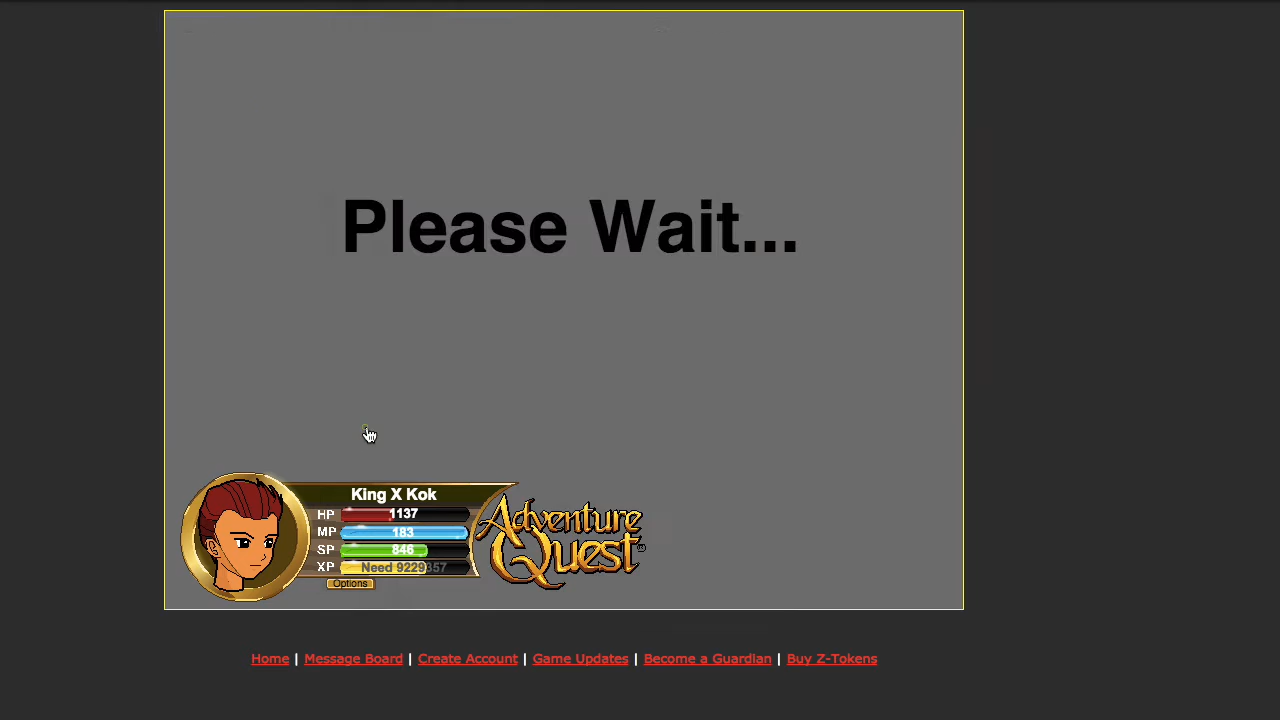 Please Wait...
King X Kok
HP 1137
MP 183
SP 846
XP Need 9229357
Options
Adventure
Quest®
Home | Message Board | Create Account | Game Updates | Become a Guardian | Buy Z-Tokens